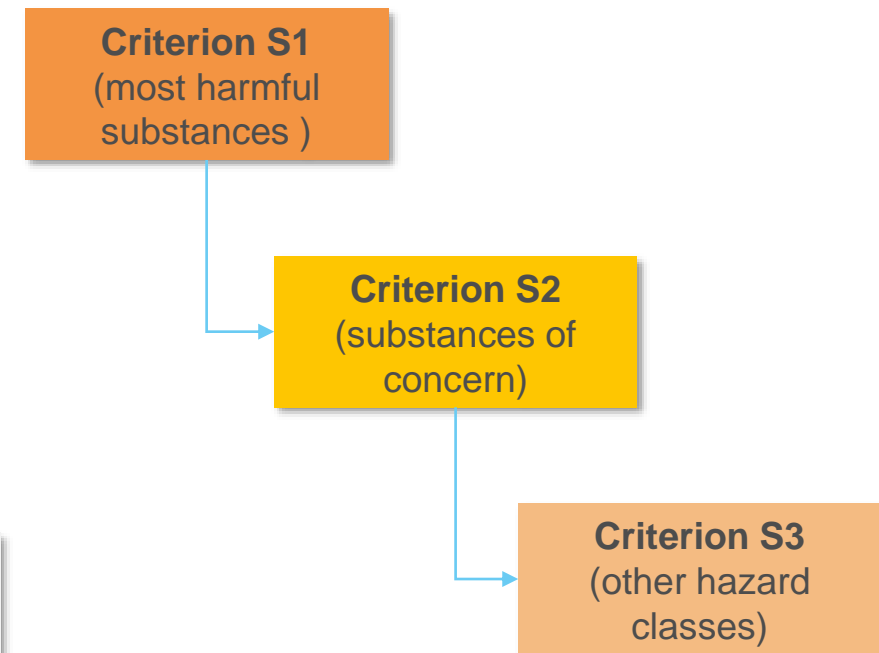 Criterion S1
(most harmful
substances )
Criterion S2
(substances of
concern)
Criterion S3
(other hazard
classes)